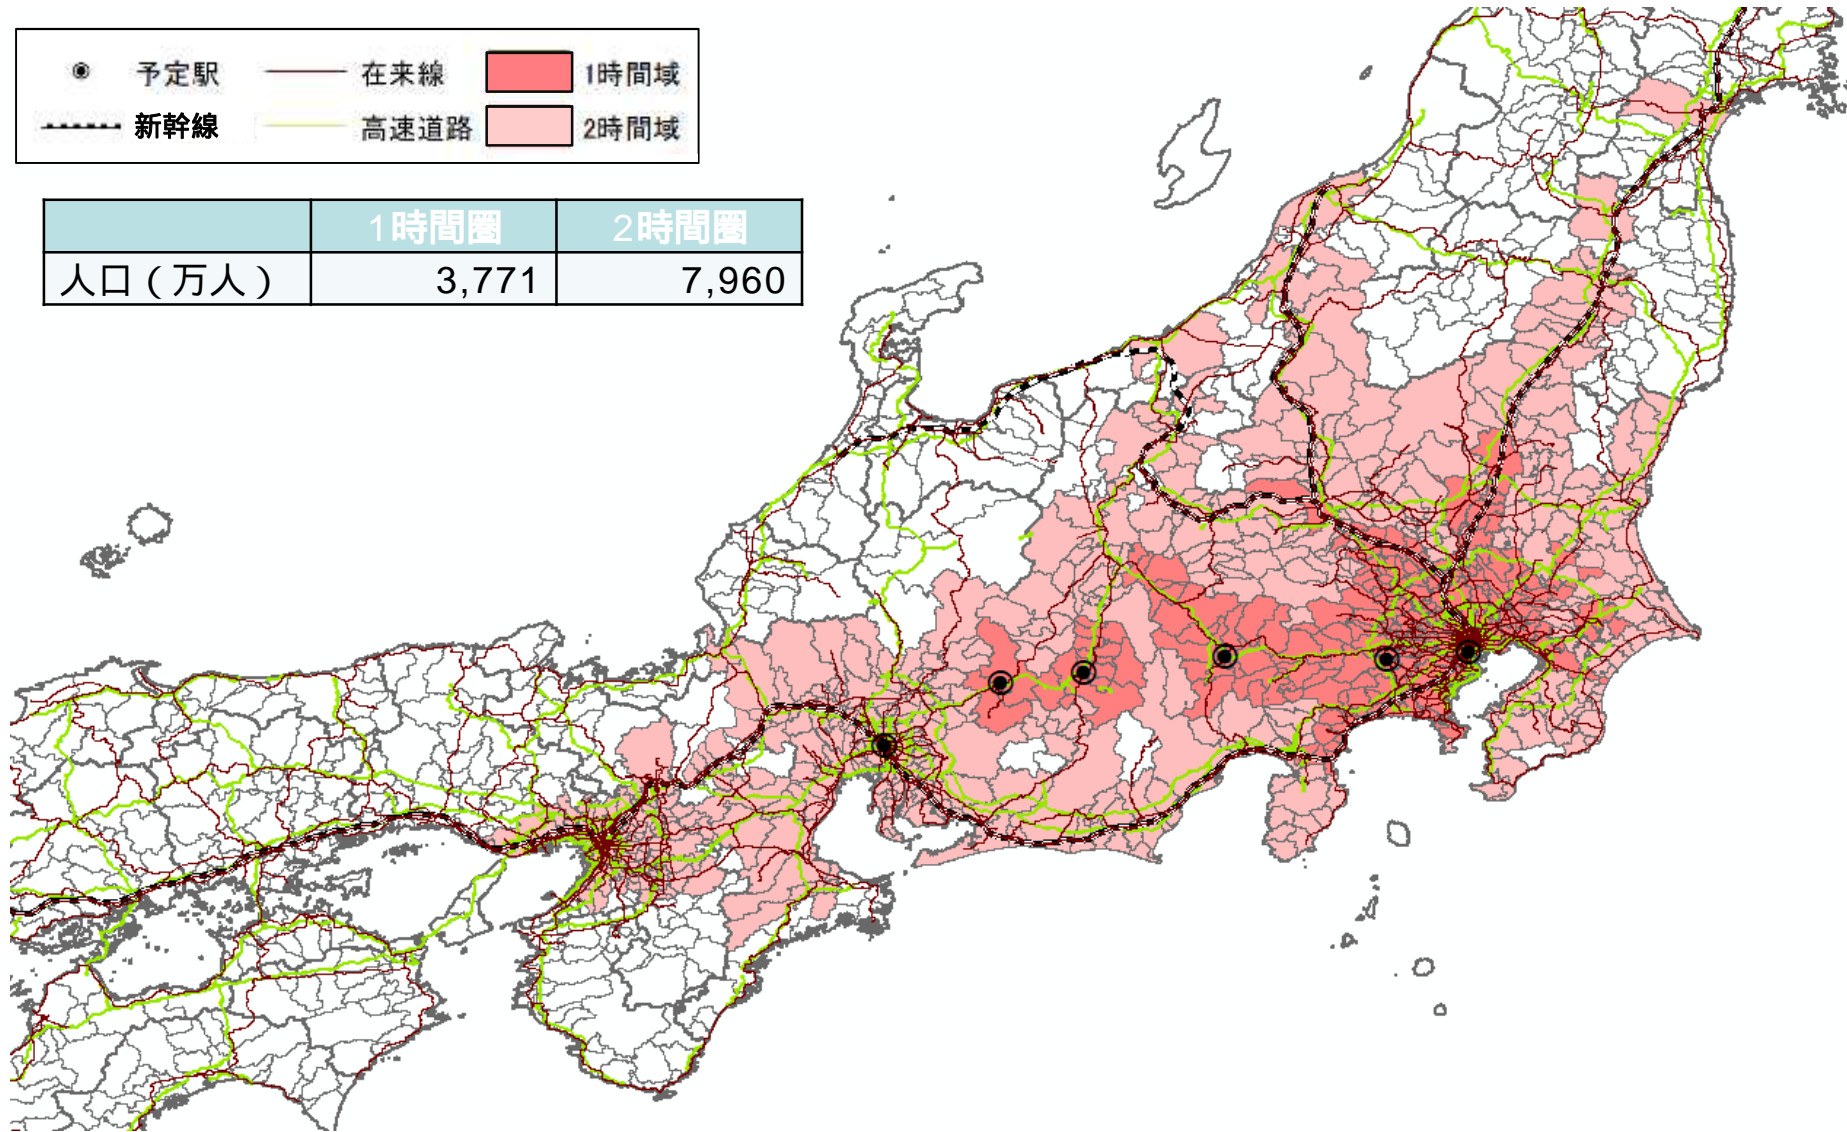 予定駅 在来線 1時間域
新幹線 高速道路 2時間域
1時間圏 2時間圏
人口(万人) 3,771 7,960